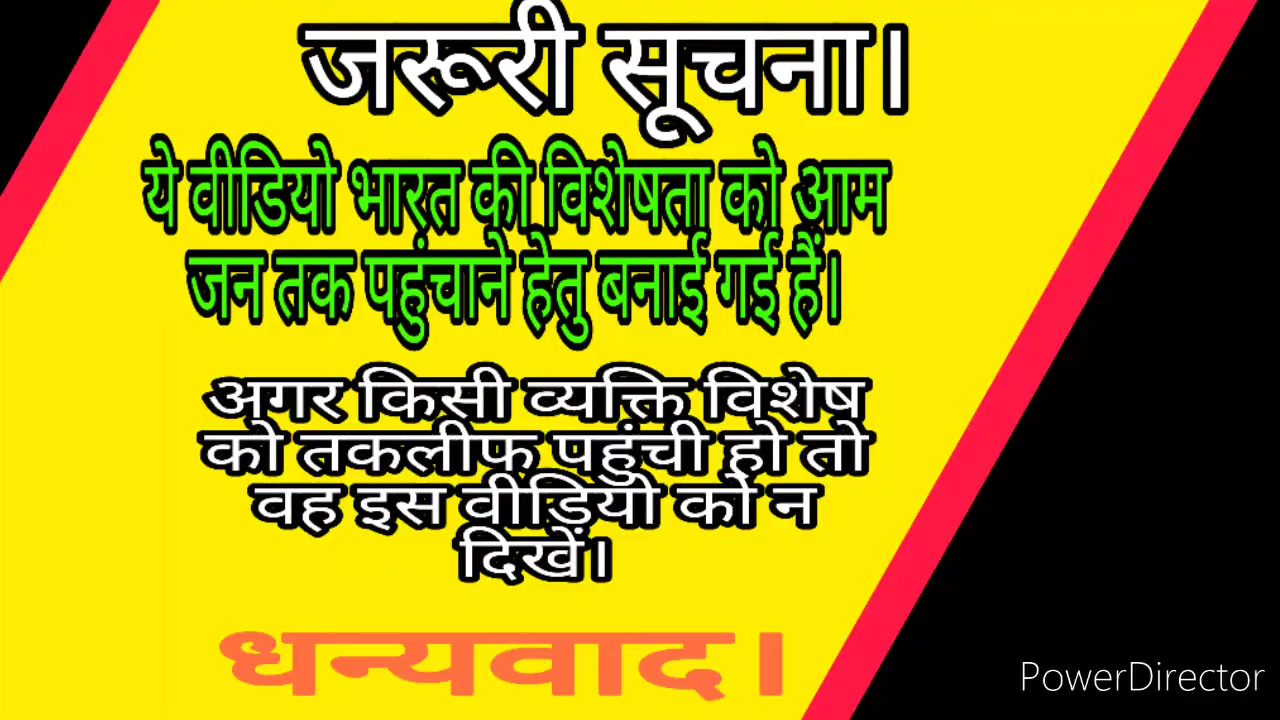 जरूरी सूचना।
ये वीडियो भारत की विशेषता को आम
जन तक पहुंचाने हेतु बनाई गई हैं।
अगर किसी व्यक्ति विशेष
को तकलीफ पहुंची हो तो
वह इस वीडियो को न
दिखें।
धन्यवाद।
PowerDirector